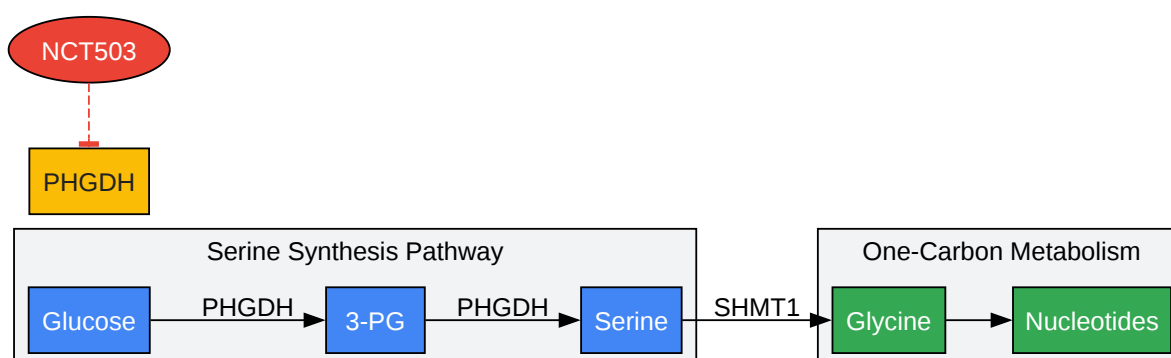 NCT503
PHGDH
Serine Synthesis Pathway
One-Carbon Metabolism
Glucose
PHGDH
3-PG
PHGDH
Serine
SHMT1
Glycine
Nucleotides